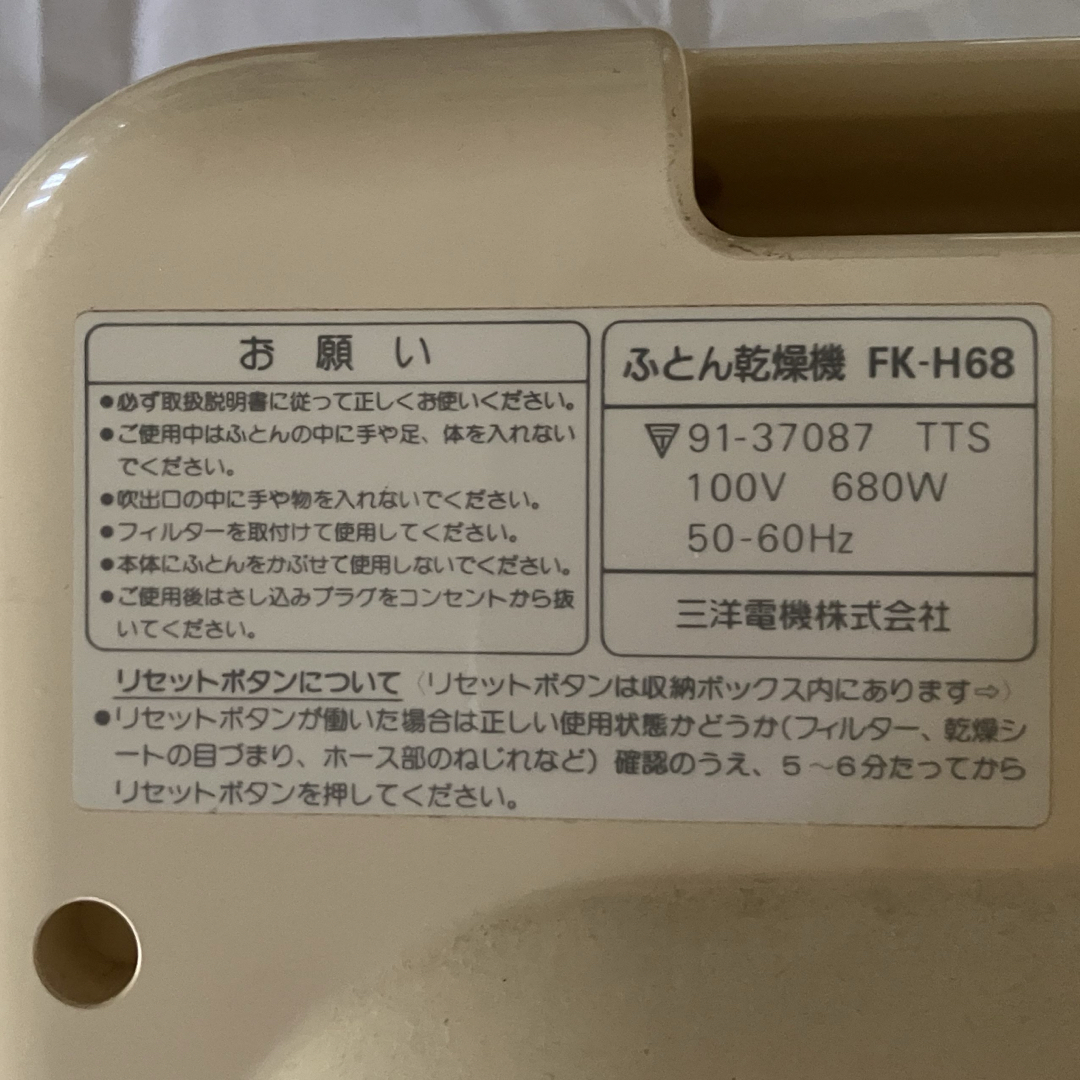 お願い
●必ず取扱説明書に従って正しくお使いください。
●ご使用中はふとんの中に手や足、体を入れない
でください。
●吹出口の中に手や物を入れないでください。
●フィルターを取付けて使用してください。
●本体にふとんをかぶせて使用しないでください。
●ご使用後はさし込みプラグをコンセントから抜
いてください。
ふとん乾燥機 FK-H68
91-37087 TTS
100V 680W
50-60Hz
三洋電機株式会社
リセットボタンについて（リセットボタンは収納ボックス内にあります⇨）
●リセットボタンが働いた場合は正しい使用状態かどうか（フィルター、乾燥シ
ートの目づまり、ホース部のねじれなど）確認のうえ、5～6分たってから
リセットボタンを押してください。